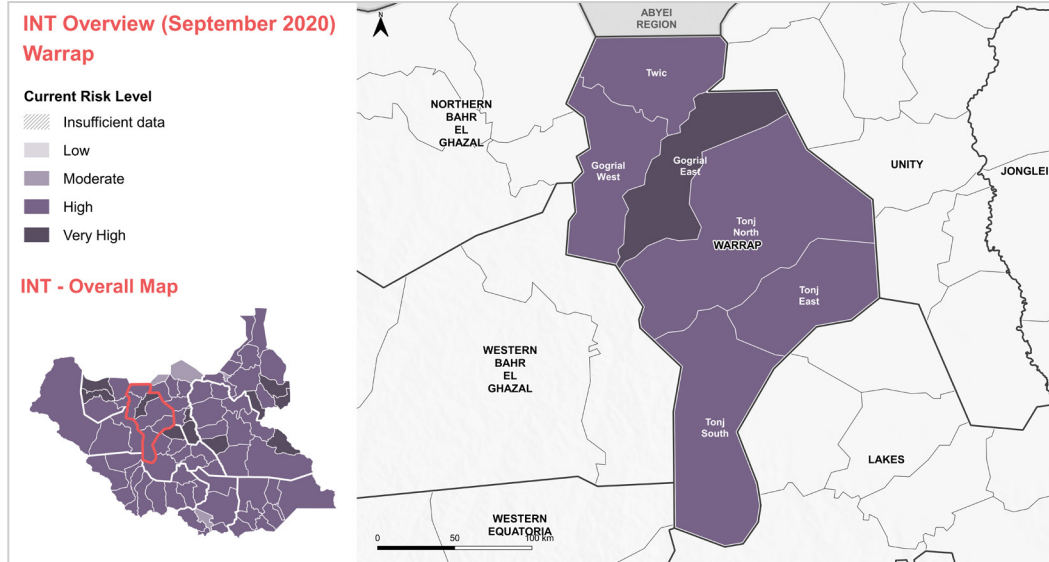 INT Overview (September 2020)
Warrap
Current Risk Level
Insufficient data
Low
Moderate
High
Very High
INT - Overall Map
N
ABYEI
REGION
Twic
NORTHERN
BAHR
EL
GHAZAL
Gogrial
West
Gogrial
East
UNITY
JONGLEI
Tonj
North
WARRAP
Tonj
East
WESTERN
BAHR
EL
GHAZAL
Tonj
South
LAKES
WESTERN
EQUATORIA
0 50 100 km